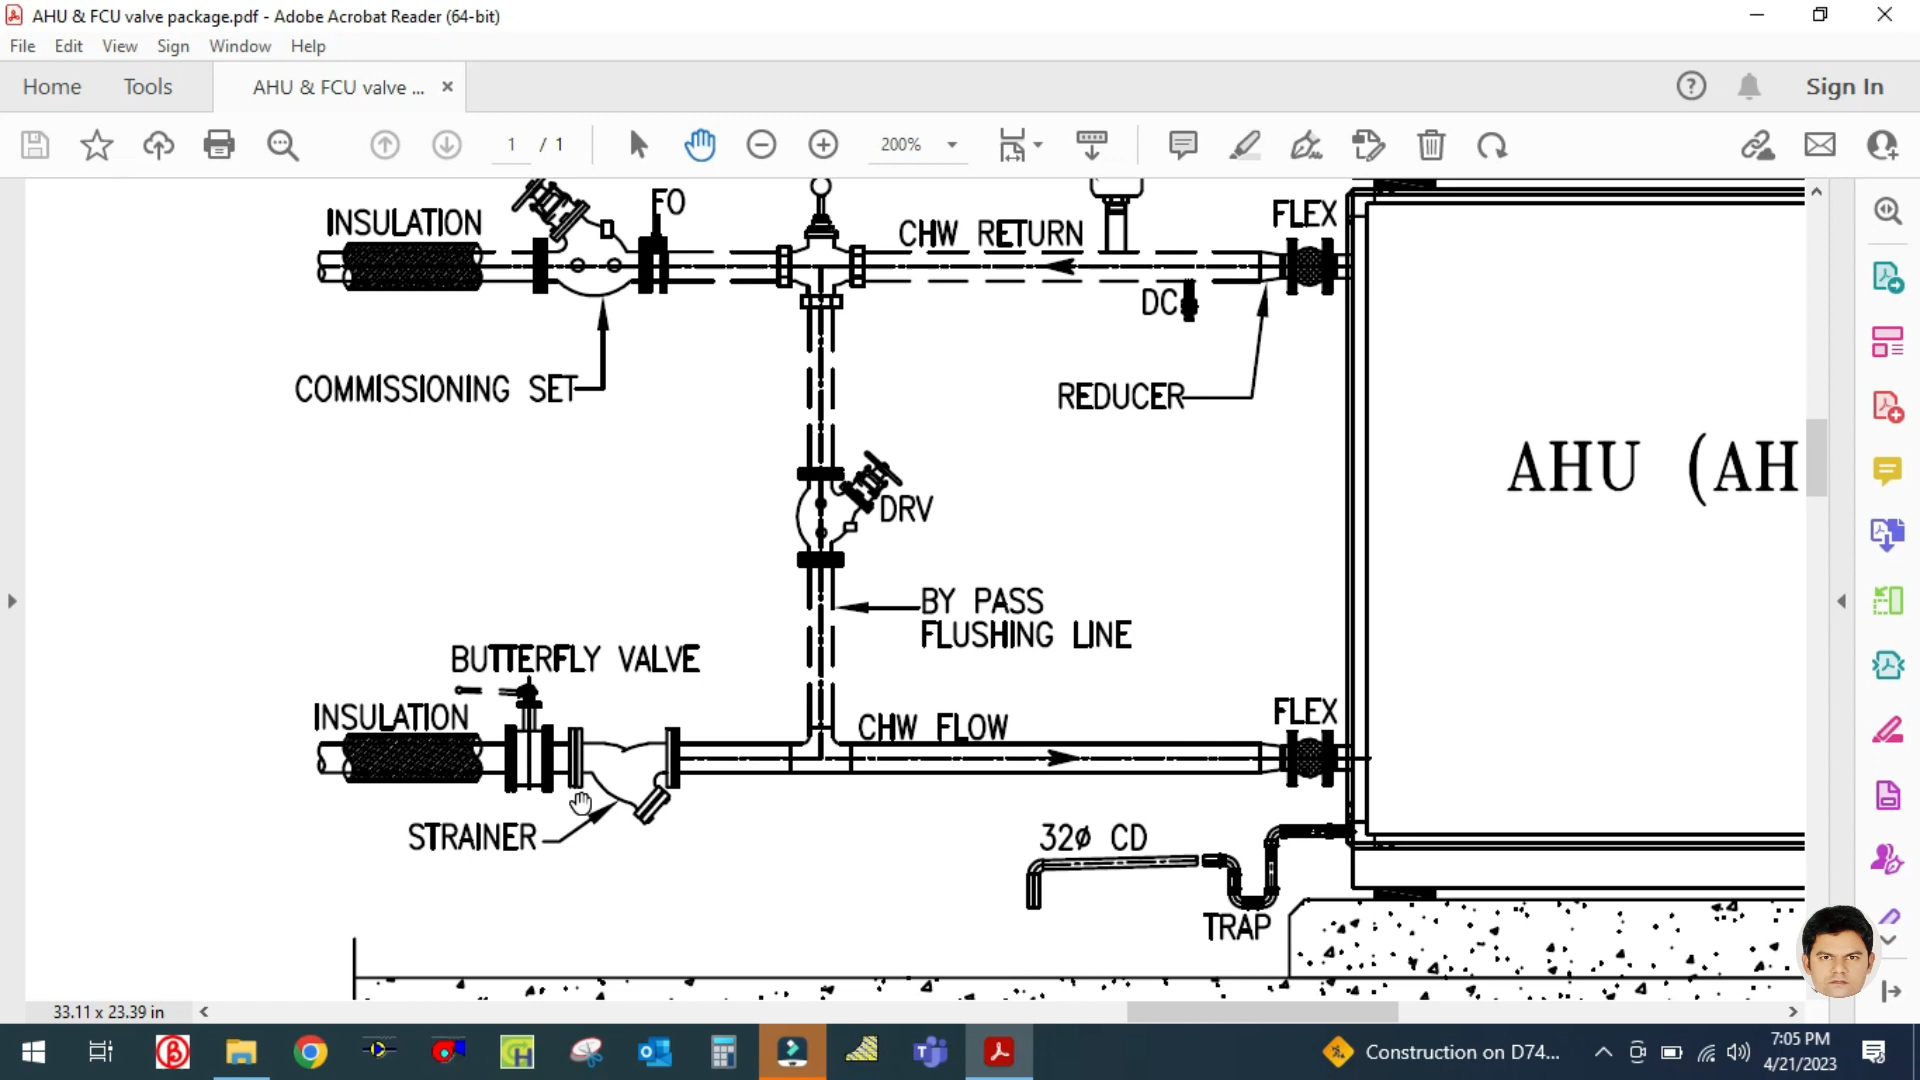 AHU & FCU valve package.pdf - Adobe Acrobat Reader (64-bit)
File Edit View Sign Window Help
Home Tools AHU & FCU valve ... Sign In
1 / 1 200%
FO
INSULATION
CHW RETURN
FLEX
DC
COMMISSIONING SET
REDUCER
AHU (AH
DRV
BY PASS
FLUSHING LINE
BUTTERFLY VALVE
INSULATION
CHW FLOW
FLEX
STRAINER
32ø CD
TRAP
33.11 x 23.39 in
Construction on D74...
7:05 PM
4/21/2023